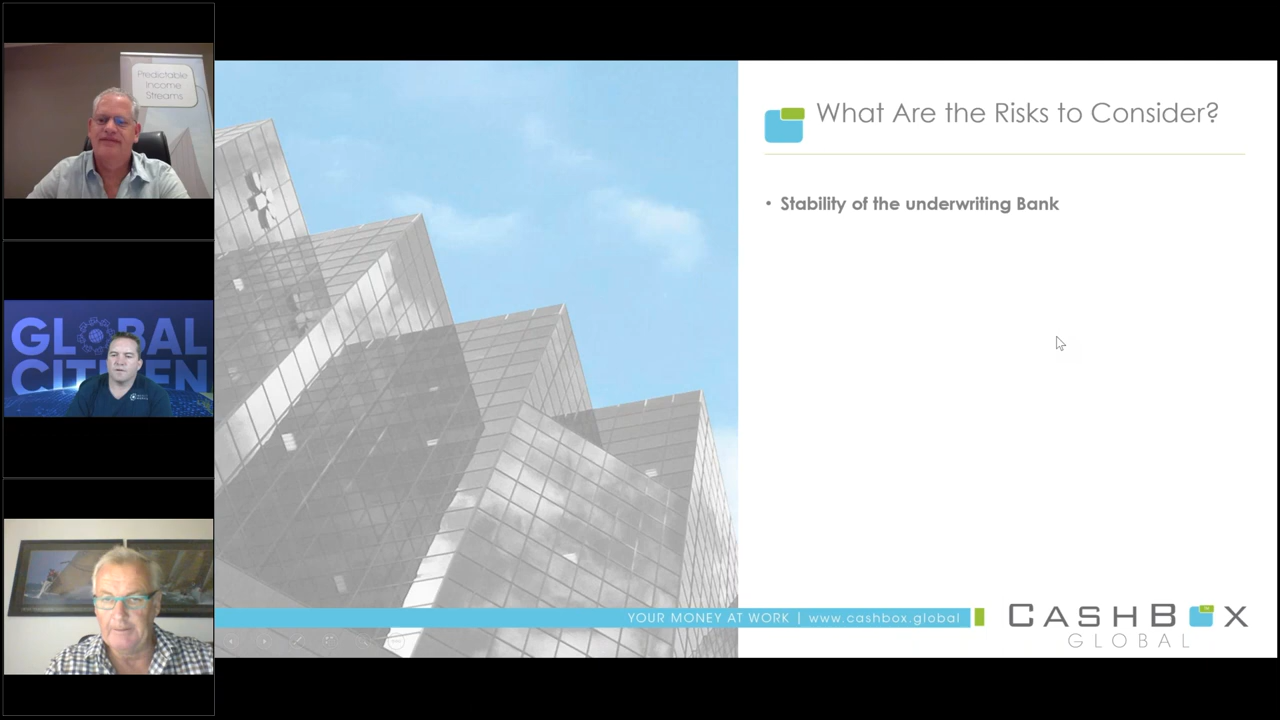 Predictable
Income
Streams
GLOBAL
CITIZEN
What Are the Risks to Consider?
• Stability of the underwriting Bank
YOUR MONEY AT WORK | www.cashbox.global
CASHBOX
GLOBAL